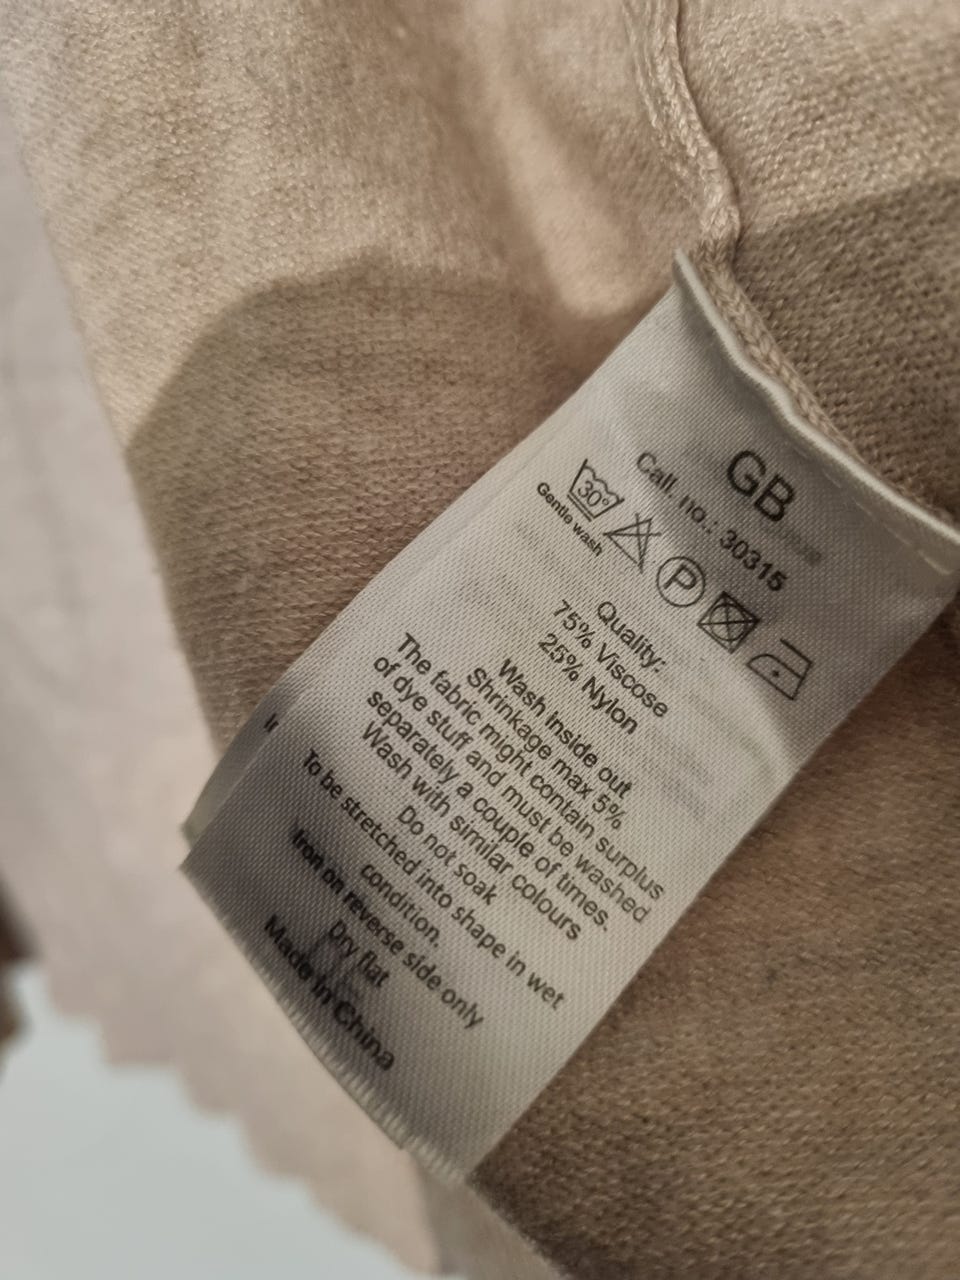 GB
Call. no.: 30315
30°
P
Gentle wash
Quality:
75% Viscose
25% Nylon
Wash inside out
Shrinkage max 5%
The fabric might contain surplus
of dye stuff and must be washed
separately a couple of times.
Wash with similar colours
Do not soak
To be stretched into shape in wet
condition.
Iron on reverse side only
Dry flat
Made in China